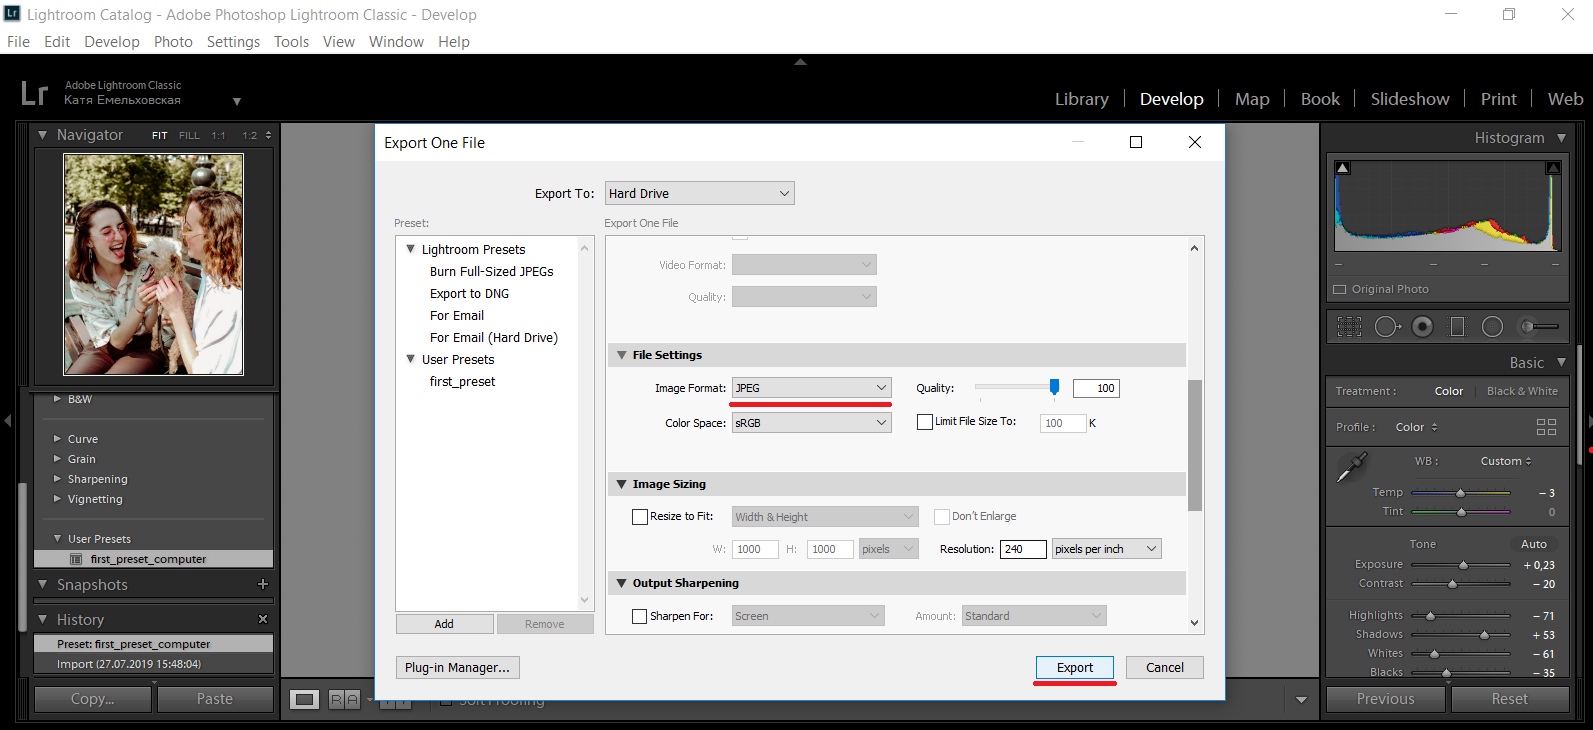 Lr Lightroom Catalog - Adobe Photoshop Lightroom Classic - Develop
File Edit Develop Photo Settings Tools View Window Help
Lr Adobe Lightroom Classic
Катя Емельховская
Library Develop Map Book Slideshow Print Web
Navigator FIT FILL 1:1 1:2
B&W
Curve
Grain
Sharpening
Vignetting
User Presets
first_preset_computer
Snapshots +
History
Preset: first_preset_computer
Import (27.07.2019 15:48:04)
Copy... Paste
Export One File
Export To: Hard Drive
Preset:
Lightroom Presets
Burn Full-Sized JPEGs
Export to DNG
For Email
For Email (Hard Drive)
User Presets
first_preset
Add Remove
Plug-in Manager...
Export One File
Video Format:
Quality:
File Settings
Image Format: JPEG Quality: 100
Color Space: sRGB Limit File Size To: 100 K
Image Sizing
Resize to Fit: Width & Height Don't Enlarge
W: 1000 H: 1000 pixels Resolution: 240 pixels per inch
Output Sharpening
Sharpen For: Screen Amount: Standard
Export Cancel
R A Soft Proofing
Histogram
Original Photo
Basic
Treatment : Color Black & White
Profile : Color
WB : Custom
Temp – 3
Tint 0
Tone Auto
Exposure + 0,23
Contrast – 20
Highlights – 71
Shadows + 53
Whites – 61
Blacks – 35
Previous Reset